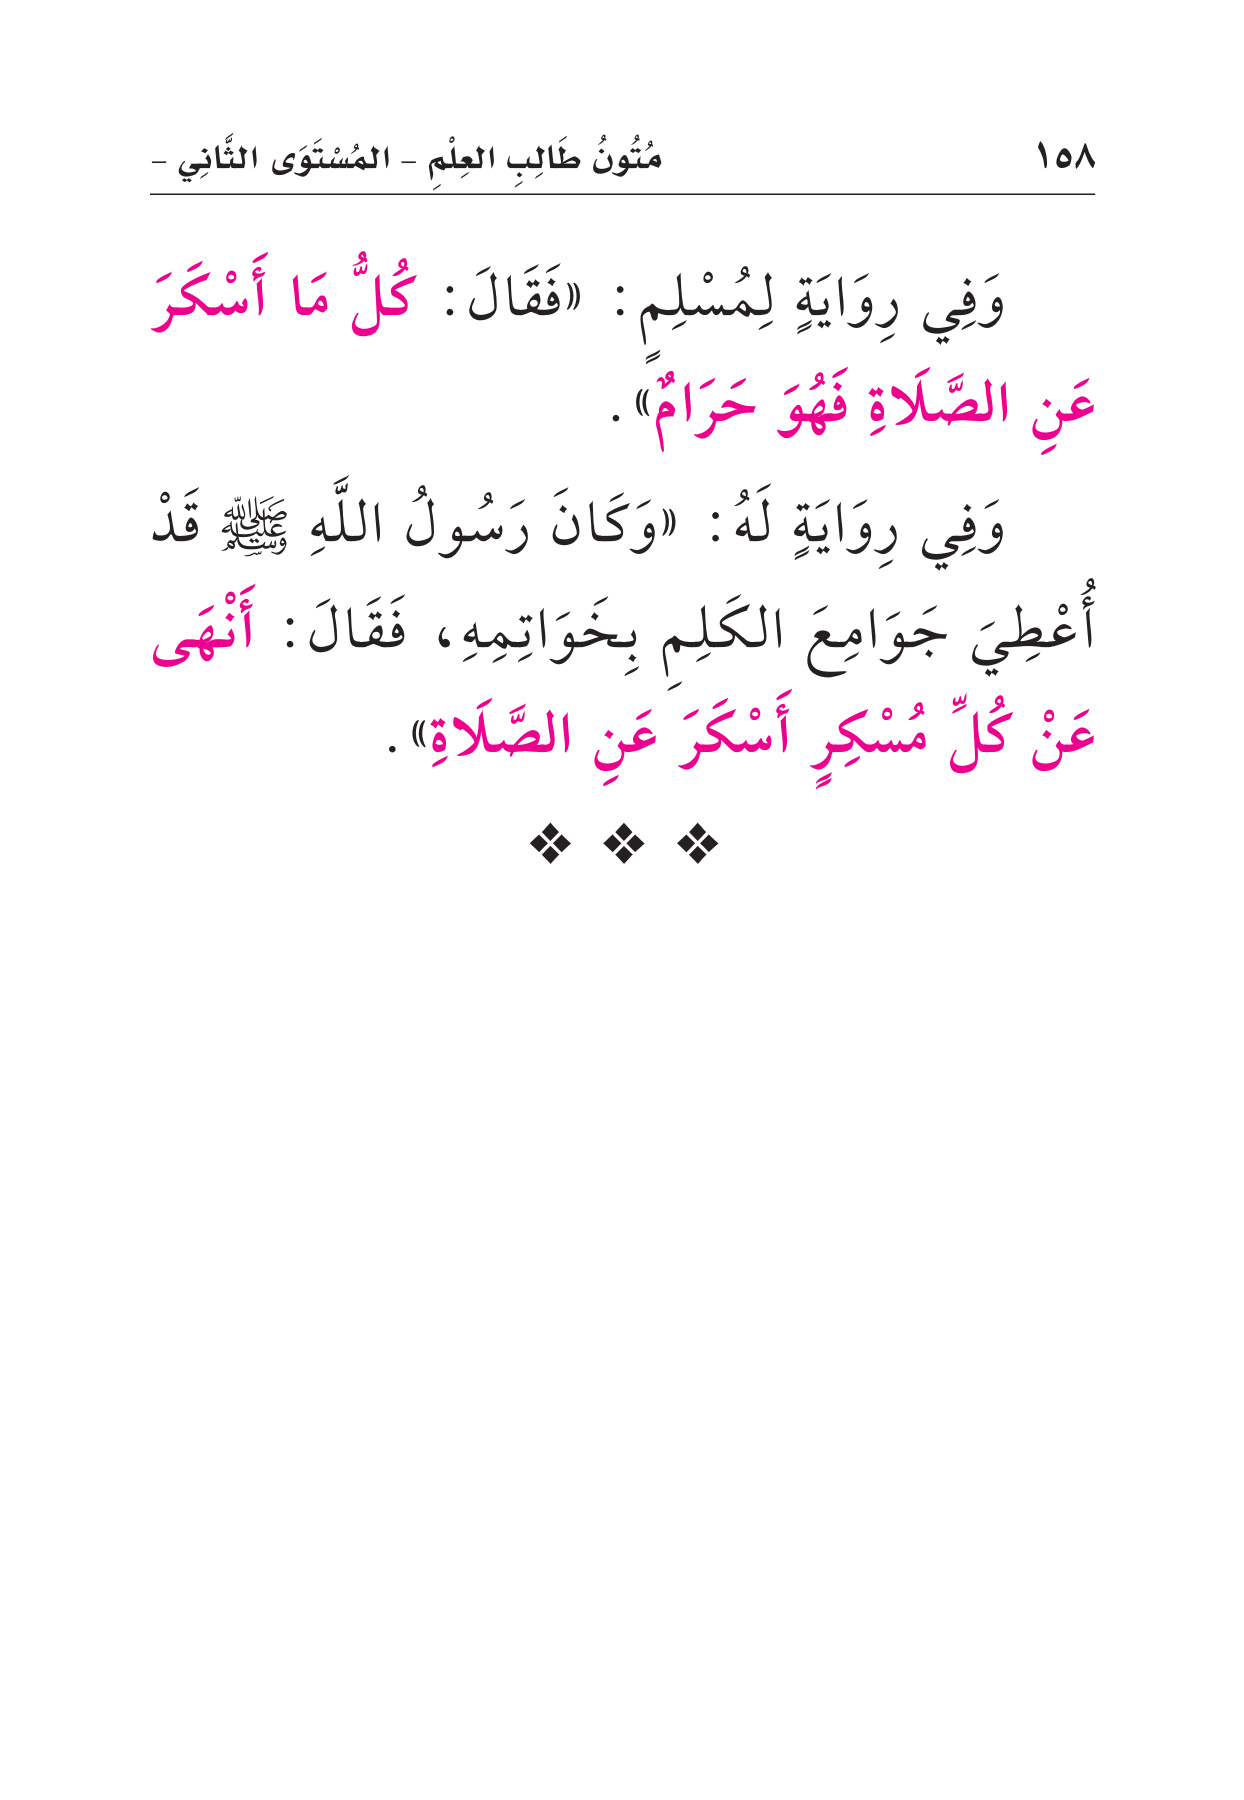 ١٥٨ مُتُونُ طَالِبِ العِلْمِ - المُسْتَوَى الثَّانِي -
وَفِي رِوَايَةٍ لِمُسْلِمٍ: «فَقَالَ: كُلُّ مَا أَسْكَرَ
عَنِ الصَّلَاةِ فَهُوَ حَرَامٌ».
وَفِي رِوَايَةٍ لَهُ: «وَكَانَ رَسُولُ اللَّهِ ﷺ قَدْ
أُعْطِيَ جَوَامِعَ الكَلِمِ بِخَوَاتِمِهِ، فَقَالَ: أَنْهَى
عَنْ كُلِّ مُسْكِرٍ أَسْكَرَ عَنِ الصَّلَاةِ».